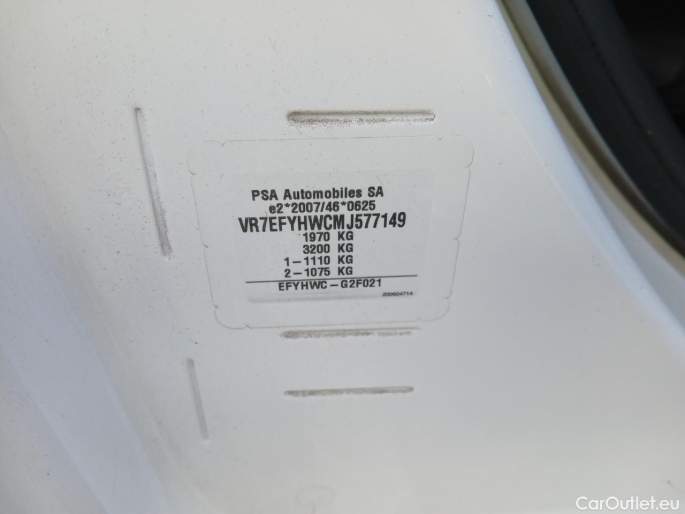 PSA Automobiles SA
e2*2007/46*0625
VR7EFYHWCMJ577149
1970 KG
3200 KG
1-1110 KG
2-1075 KG
EFYHWC-G2F021
CarOutlet.eu